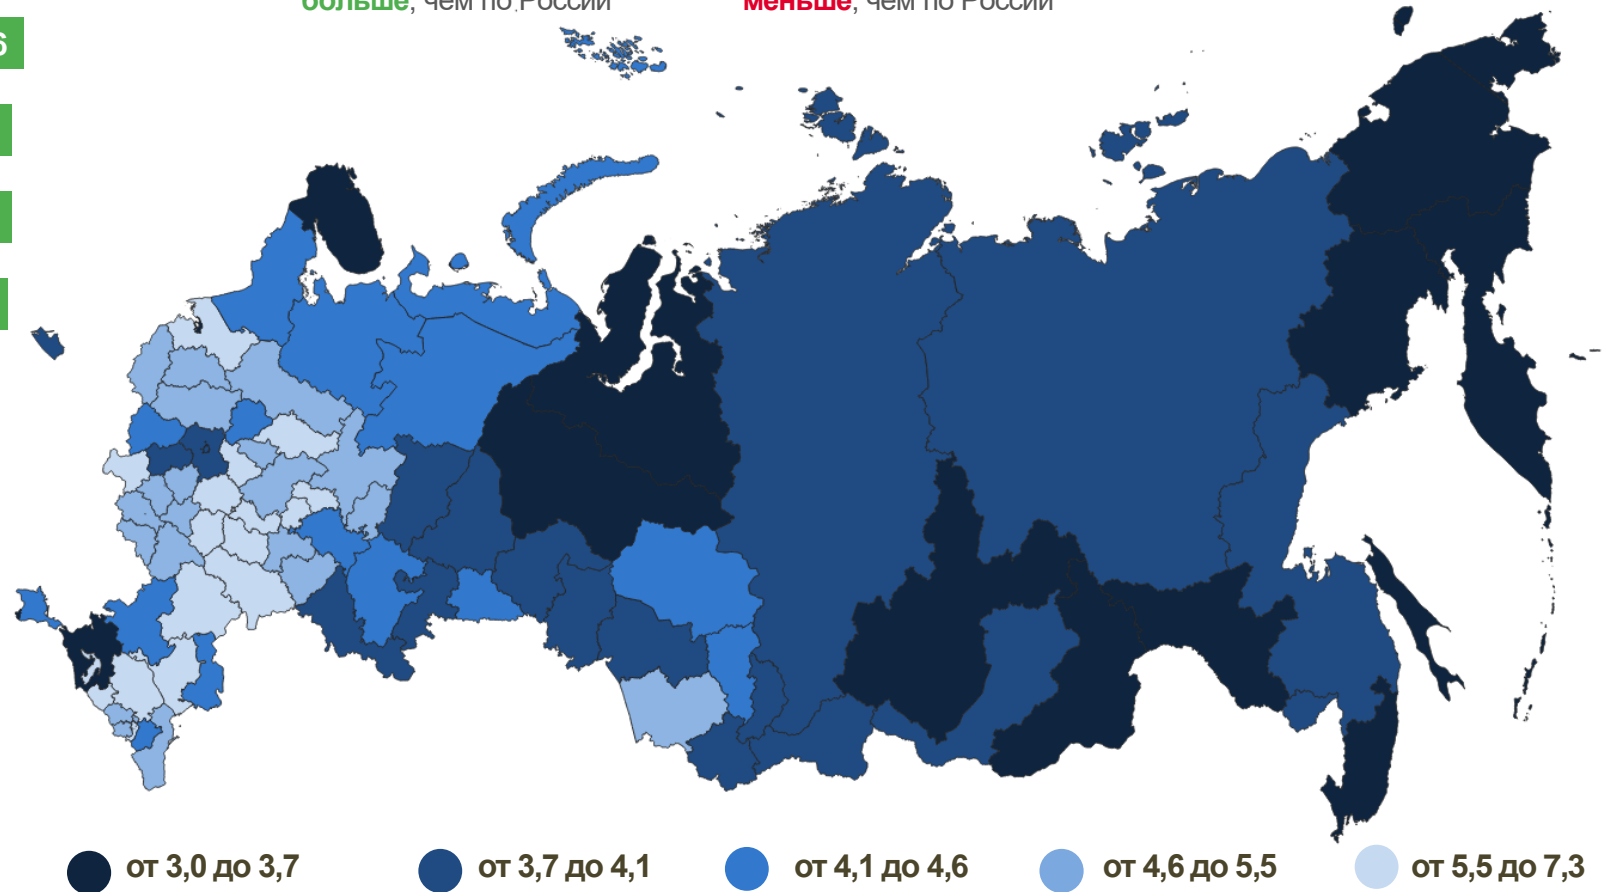 больше, чем по России
меньше, чем по России
6
от 3,0 до 3,7
от 3,7 до 4,1
от 4,1 до 4,6
от 4,6 до 5,5
от 5,5 до 7,3